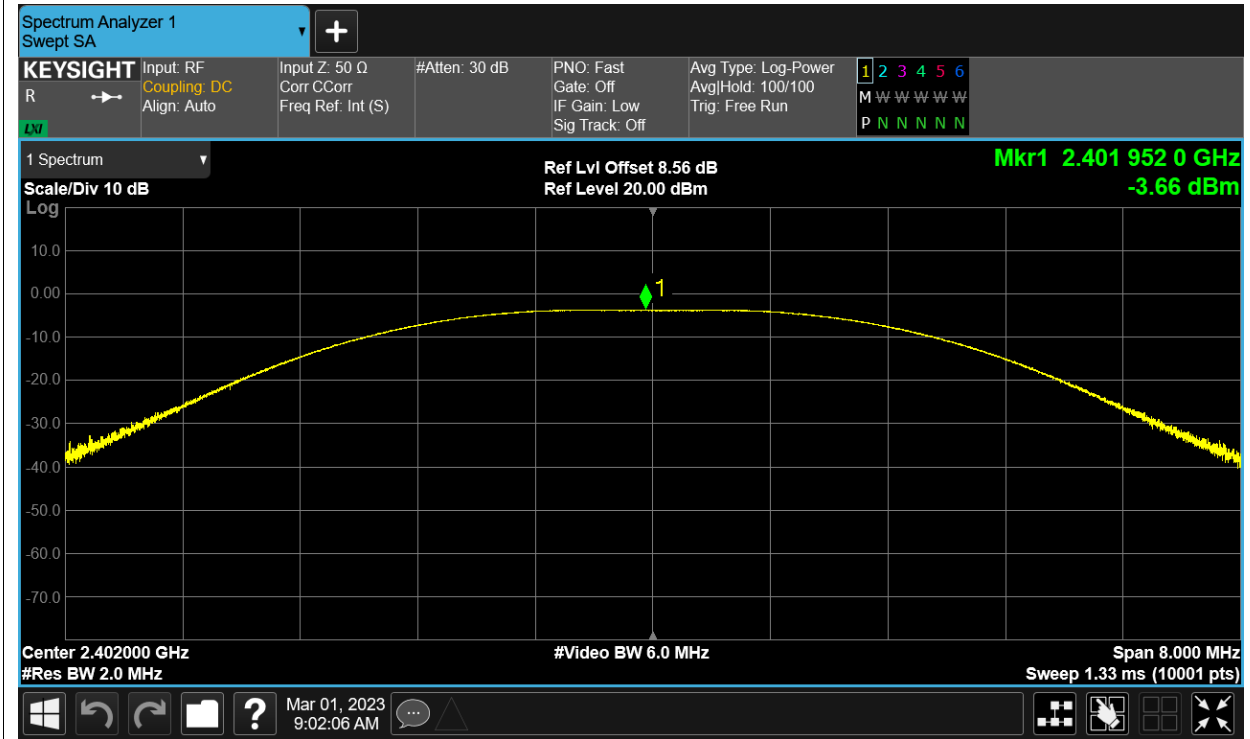 Spectrum Analyzer 1
Swept SA
+
KEYSIGHT
R
LXI
Input: RF
Coupling: DC
Align: Auto
Input Z: 50 Ω
Corr CCorr
Freq Ref: Int (S)
#Atten: 30 dB
PNO: Fast
Gate: Off
IF Gain: Low
Sig Track: Off
Avg Type: Log-Power
Avg|Hold: 100/100
Trig: Free Run
1 2 3 4 5 6
M W W W W W
P N N N N N
1 Spectrum
Scale/Div 10 dB
Log
Ref Lvl Offset 8.56 dB
Ref Level 20.00 dBm
Mkr1 2.401 952 0 GHz
-3.66 dBm
10.0
0.00
-10.0
-20.0
-30.0
-40.0
-50.0
-60.0
-70.0
1
Center 2.402000 GHz
#Res BW 2.0 MHz
#Video BW 6.0 MHz
Span 8.000 MHz
Sweep 1.33 ms (10001 pts)
?
Mar 01, 2023
9:02:06 AM